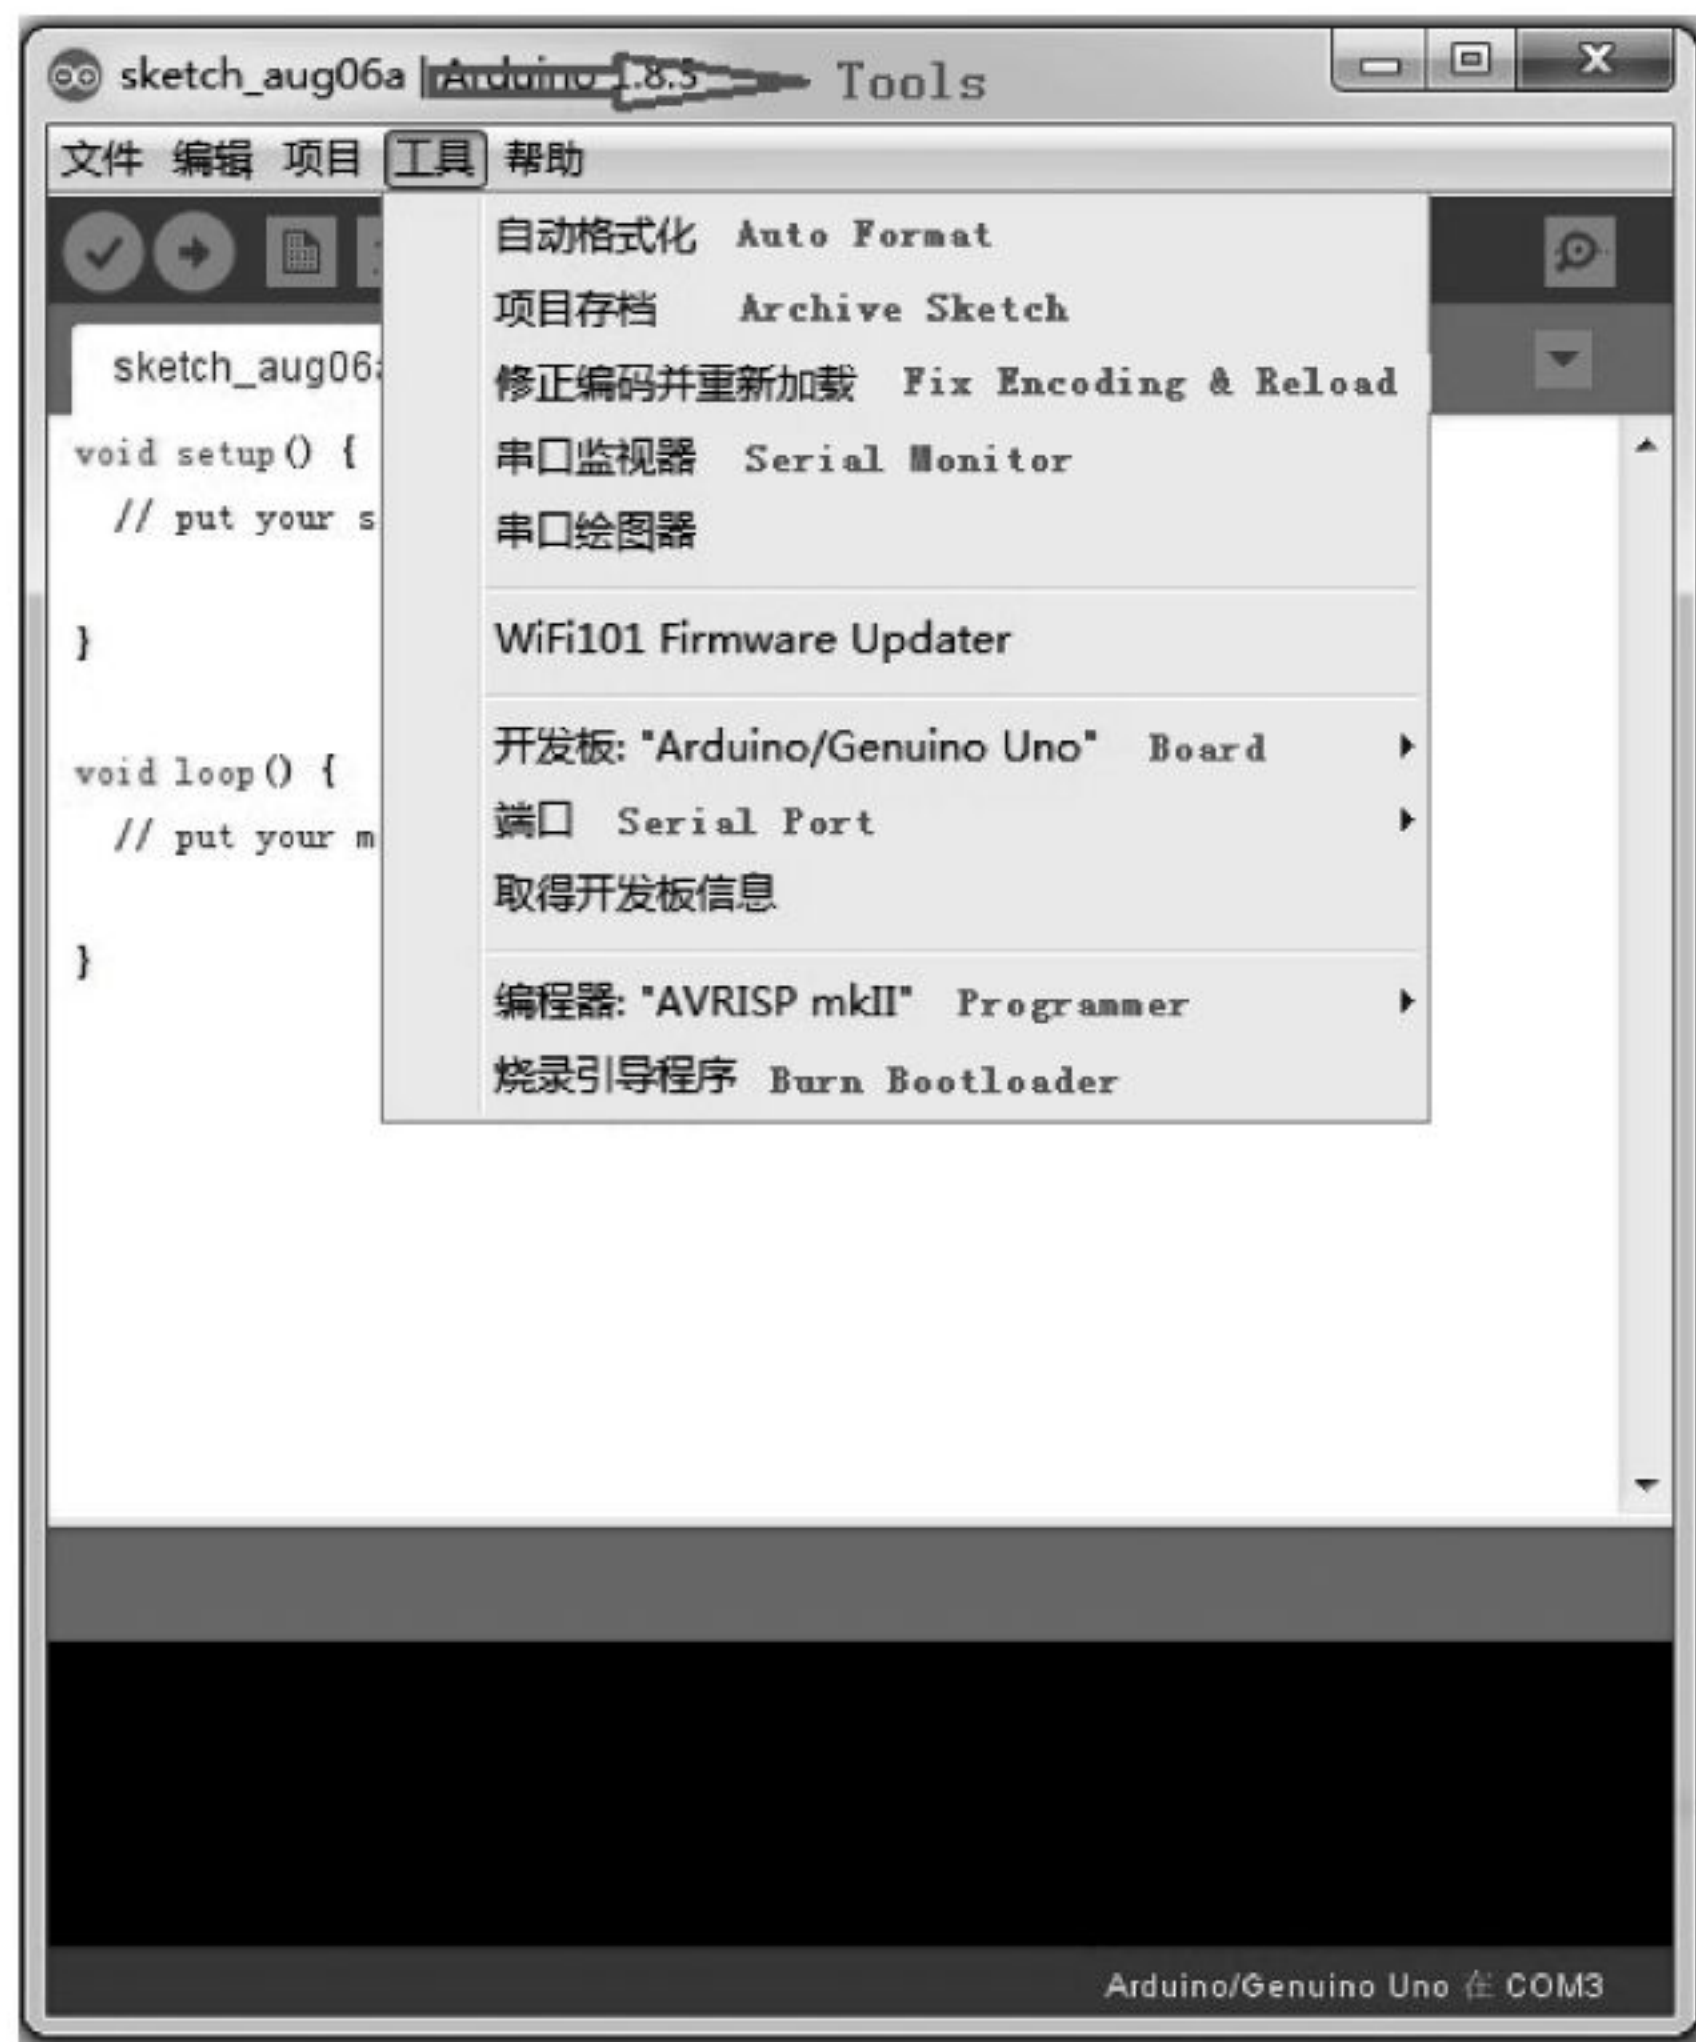 sketch_aug06a | Arduino 1.8.5 Tools
文件 编辑 项目 工具 帮助
自动格式化 Auto Format
项目存档 Archive Sketch
sketch_aug06a
修正编码并重新加载 Fix Encoding & Reload
void setup() {
串口监视器 Serial Monitor
// put your s
串口绘图器
}
WiFi101 Firmware Updater
开发板: "Arduino/Genuino Uno" Board
void loop() {
端口 Serial Port
// put your m
取得开发板信息
}
编程器: "AVRISP mkII" Programmer
烧录引导程序 Burn Bootloader
Arduino/Genuino Uno 在 COM3